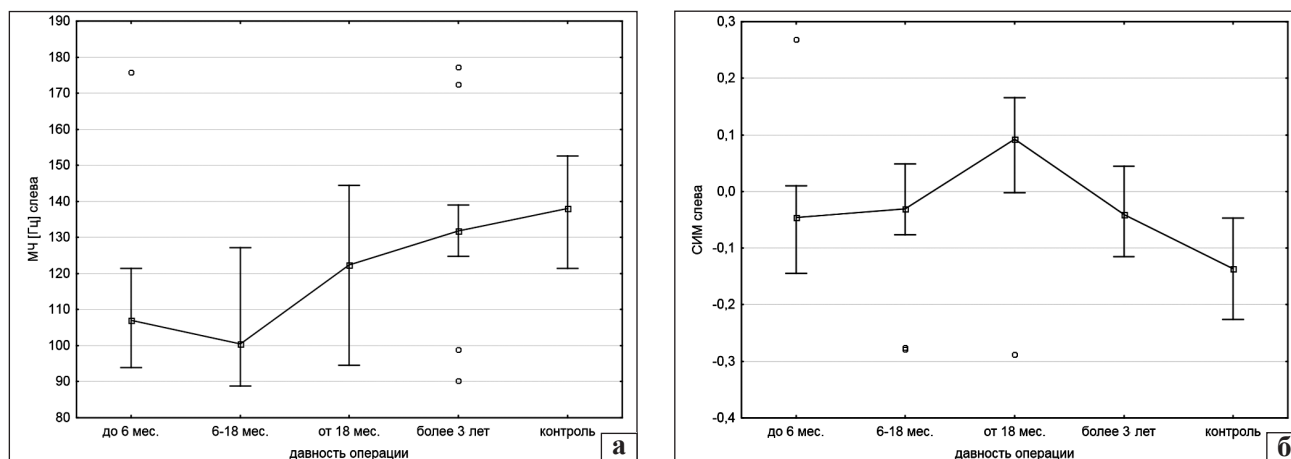 МЧ [Гц] слева
190
180
170
160
150
140
130
120
110
100
90
80
до 6 мес. 6-18 мес. от 18 мес. более 3 лет контроль
давность операции
а
СИМ слева
0,3
0,2
0,1
0,0
-0,1
-0,2
-0,3
-0,4
до 6 мес. 6-18 мес. от 18 мес. более 3 лет контроль
давность операции
б